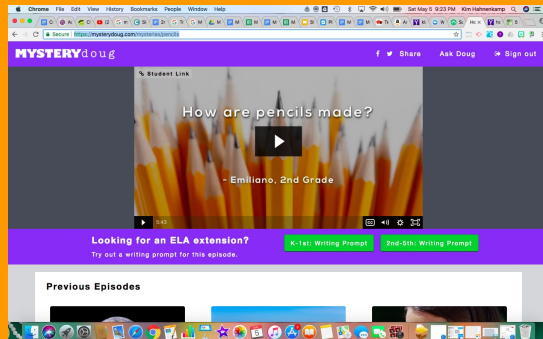 Chrome File Edit View History Bookmarks People Window Help
Sat May 5 9:23 PM Kim Hahnenkamp
Secure https://mysterydoug.com/mysteries/pencils
MYSTERYdoug
Share Ask Doug Sign out
Student Link
How are pencils made?
- Emiliano, 2nd Grade
5:43
CC
Looking for an ELA extension?
Try out a writing prompt for this episode.
K-1st: Writing Prompt 2nd-5th: Writing Prompt
Previous Episodes